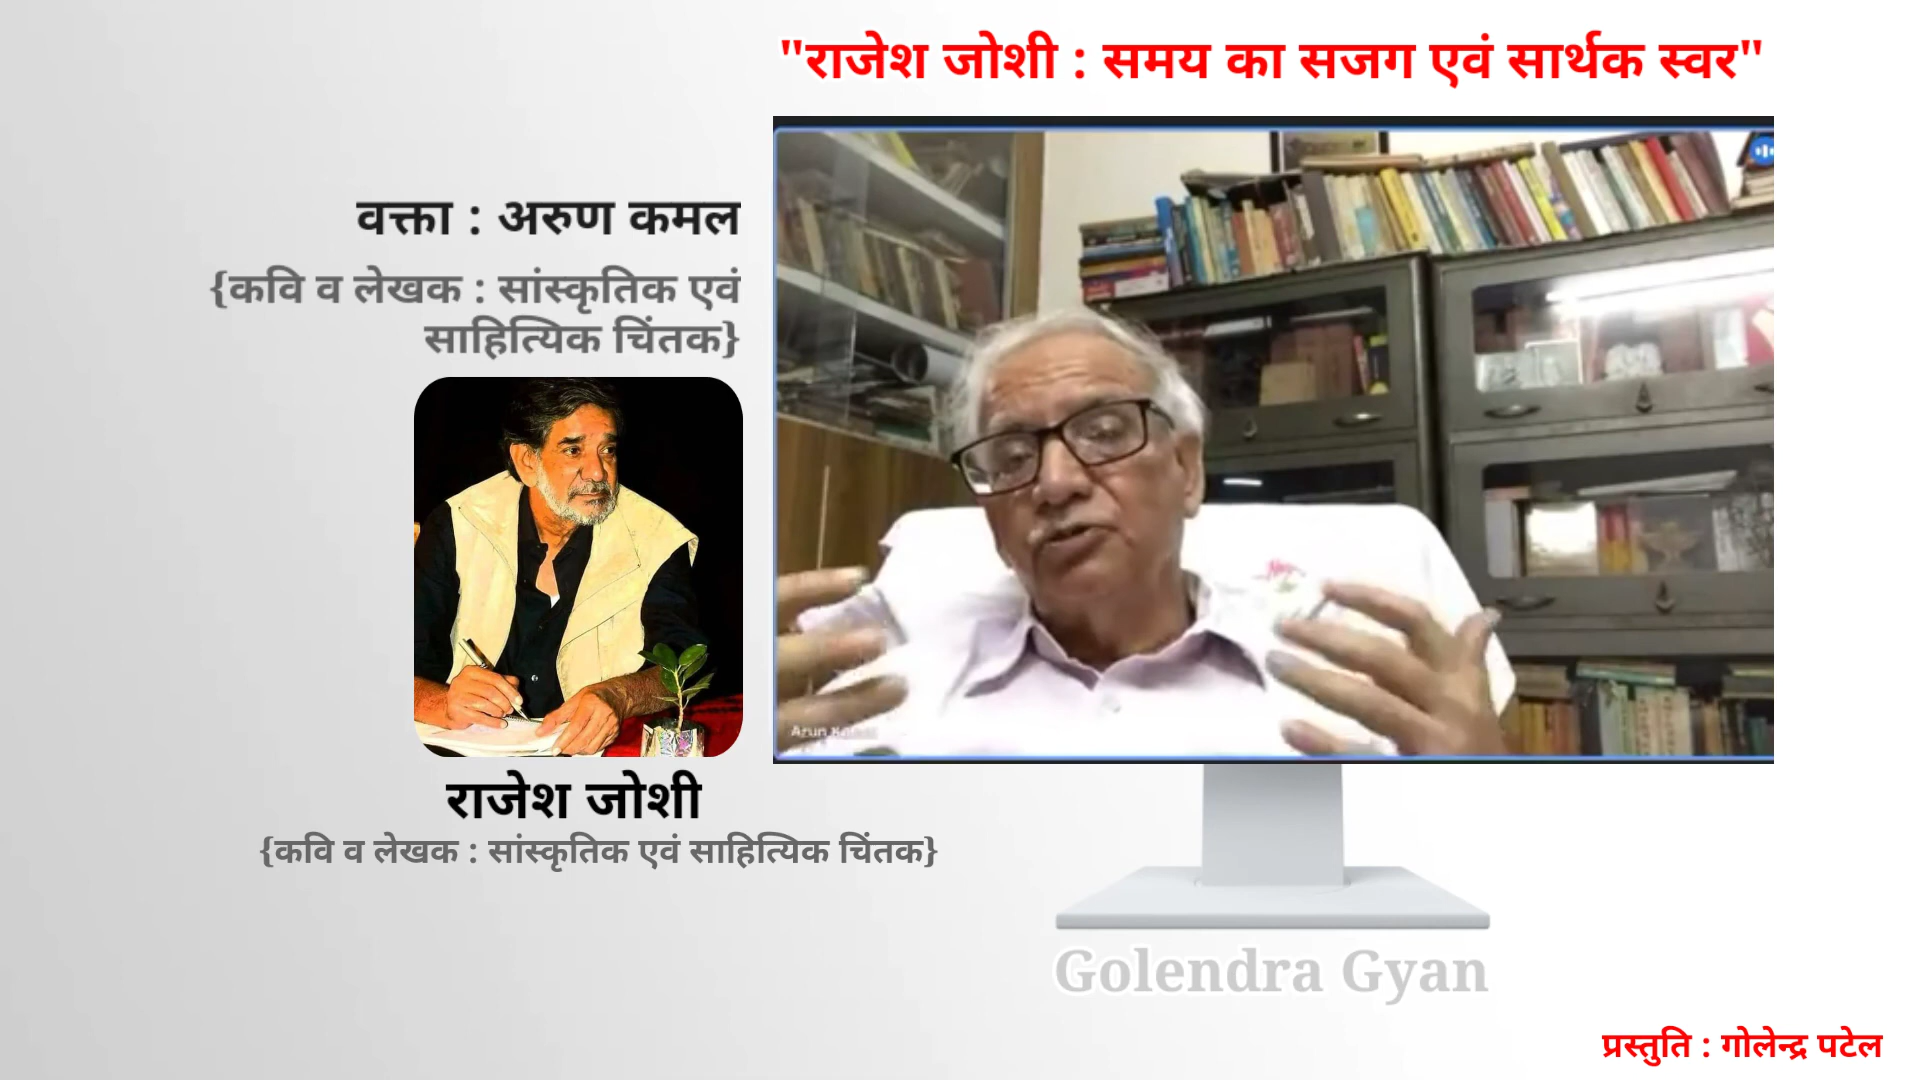 "राजेश जोशी : समय का सजग एवं सार्थक स्वर"
वक्ता : अरुण कमल
{कवि व लेखक : सांस्कृतिक एवं
साहित्यिक चिंतक}
Arun
राजेश जोशी
{कवि व लेखक : सांस्कृतिक एवं साहित्यिक चिंतक}
Golendra Gyan
प्रस्तुति : गोलेन्द्र पटेल